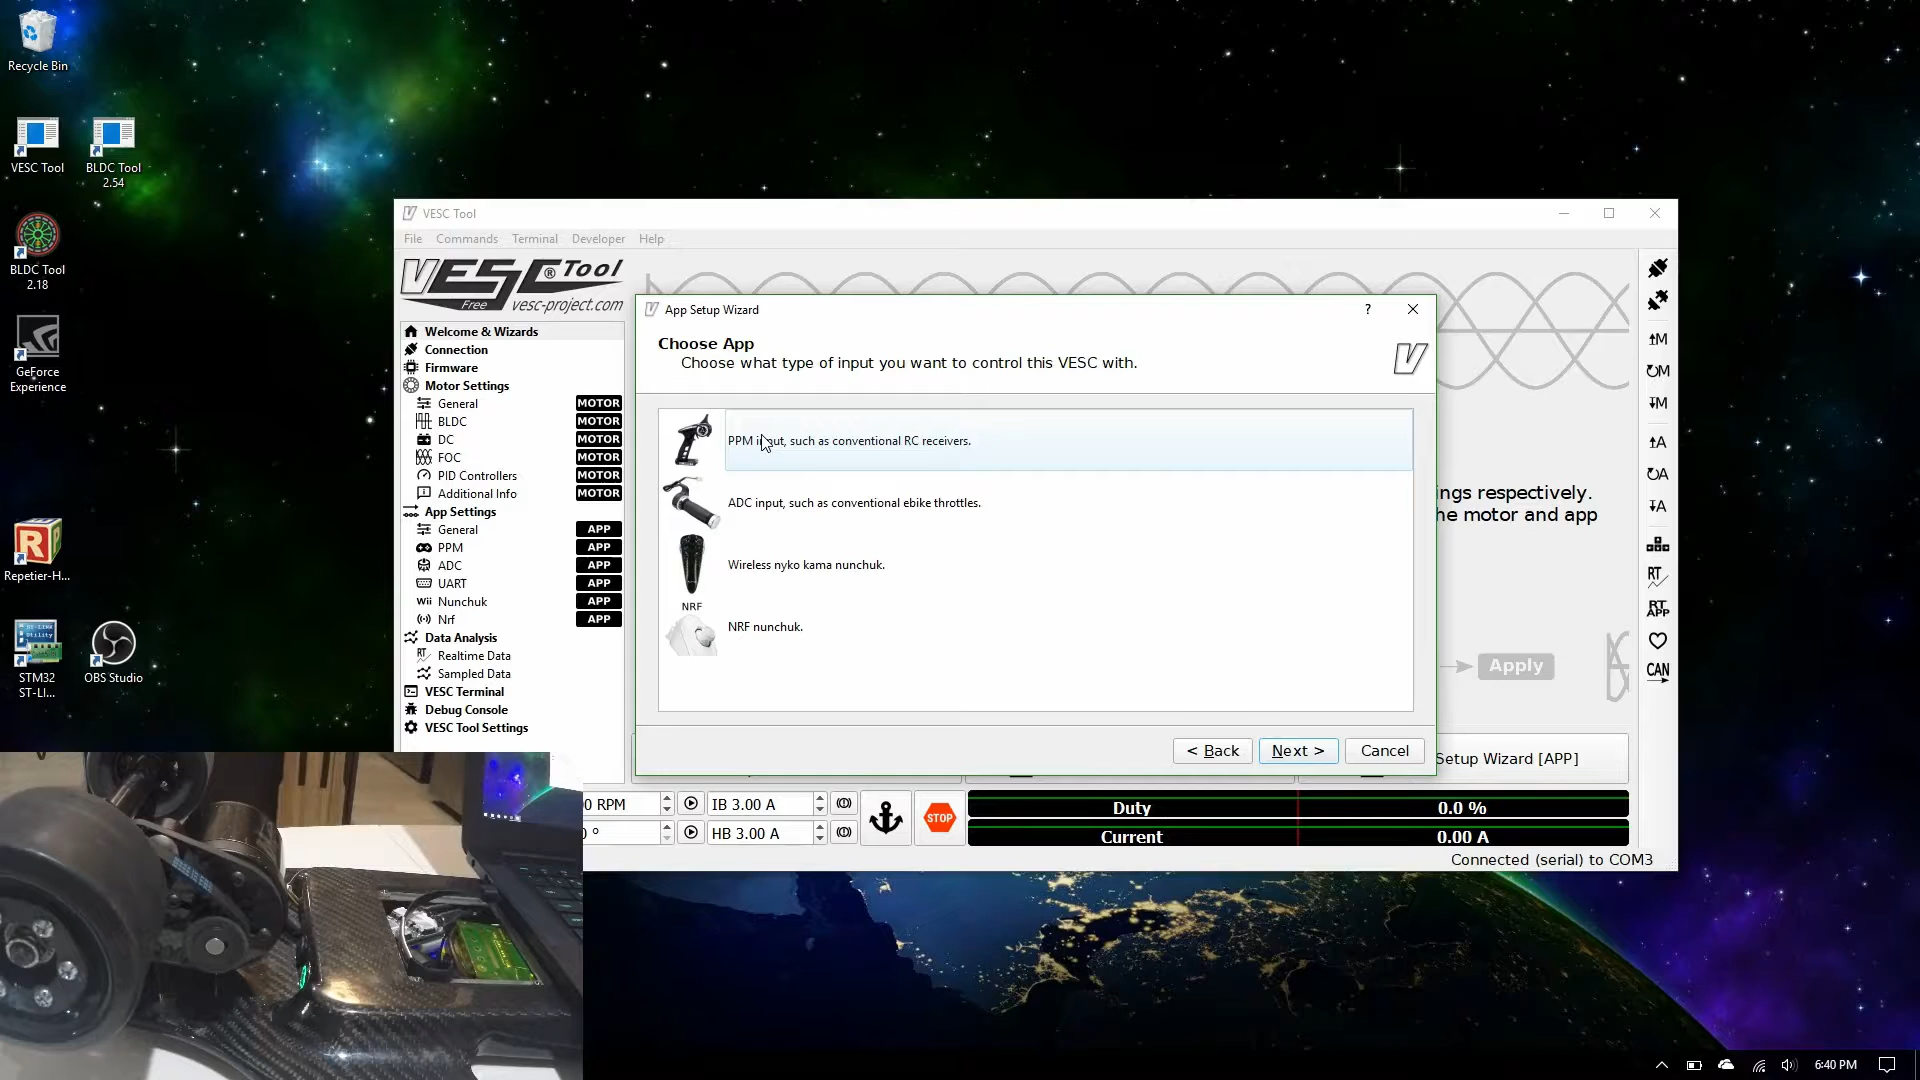 Recycle Bin
VESC Tool
BLDC Tool
2.54
BLDC Tool
2.18
GeForce
Experience
Repetier-H...
STM32
ST-LI...
OBS Studio
VESC Tool
File Commands Terminal Developer Help
VESC® Tool
Free vesc-project.com
Welcome & Wizards
Connection
Firmware
Motor Settings
General MOTOR
BLDC MOTOR
DC MOTOR
FOC MOTOR
PID Controllers MOTOR
Additional Info MOTOR
App Settings
General APP
PPM APP
ADC APP
UART APP
Wii Nunchuk APP
Nrf APP
Data Analysis
RT Realtime Data
Sampled Data
VESC Terminal
Debug Console
VESC Tool Settings
App Setup Wizard
?
Choose App
Choose what type of input you want to control this VESC with.
PPM input, such as conventional RC receivers.
ADC input, such as conventional ebike throttles.
Wireless nyko kama nunchuk.
NRF
NRF nunchuk.
< Back Next > Cancel
ings respectively.
he motor and app
Apply
Setup Wizard [APP]
M
M
M
A
A
A
RT
RT
APP
CAN
0 RPM
IB 3.00 A
°
HB 3.00 A
STOP
Duty 0.0 %
Current 0.00 A
Connected (serial) to COM3
6:40 PM